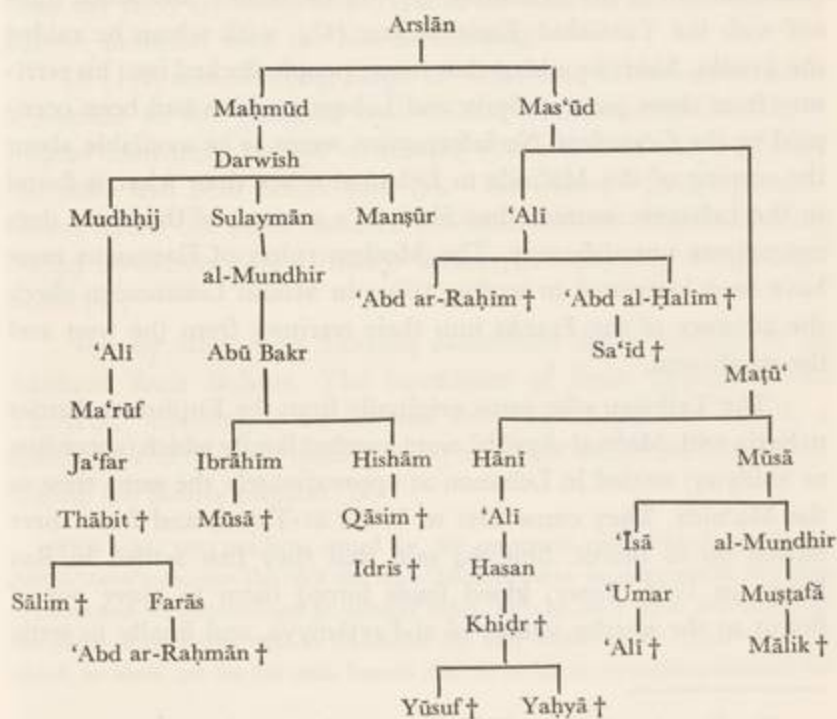 Arslān
Maḥmūd Mas‘ūd
Darwīsh
Mudhḥij Sulaymān Manṣūr ‘Alī
al-Mundhir
‘Abd ar-Raḥīm † ‘Abd al-Ḥalīm †
‘Alī Abū Bakr Sa‘īd †
Maṭū‘
Ma‘rūf
Ja‘far Ibrāhīm Hishām Hānī Mūsā
Thābit † Mūsā † Qāsim † ‘Alī ‘Īsā al-Mundhir
Idrīs † Ḥasan
Sālim † Farās ‘Umar Muṣṭafā
Khiḍr †
‘Abd ar-Raḥmān † ‘Alī † Mālik †
Yūsuf † Yaḥyā †